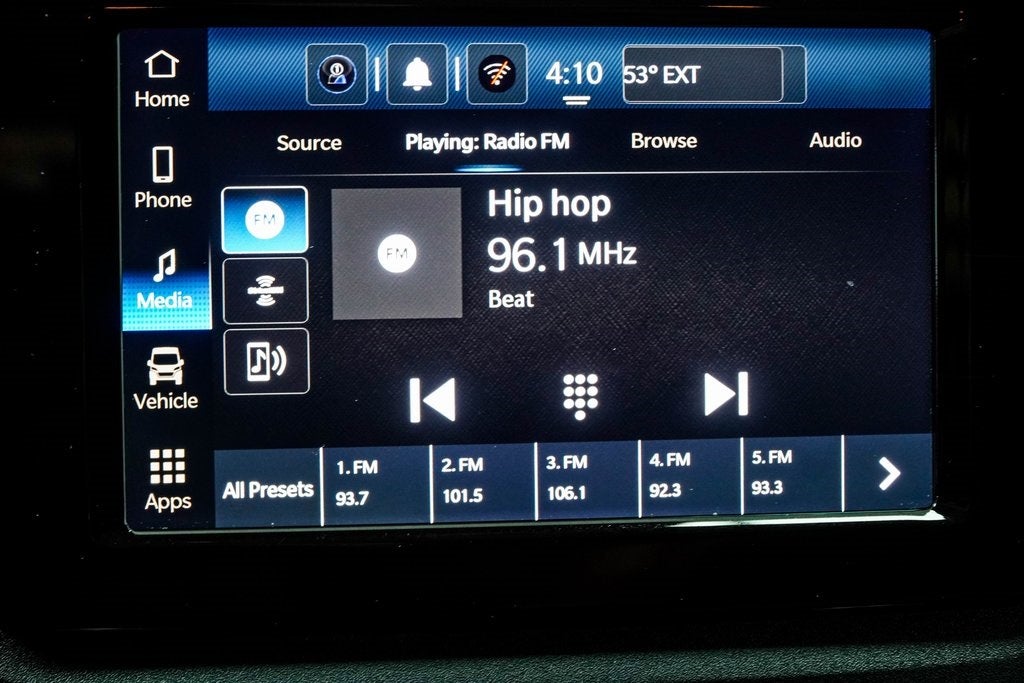 Home
4:10
53° EXT
Source
Playing: Radio FM
Browse
Audio
Phone
Media
Vehicle
Apps
FM
FM
Hip hop
96.1 MHz
Beat
All Presets
1. FM
93.7
2. FM
101.5
3. FM
106.1
4. FM
92.3
5. FM
93.3